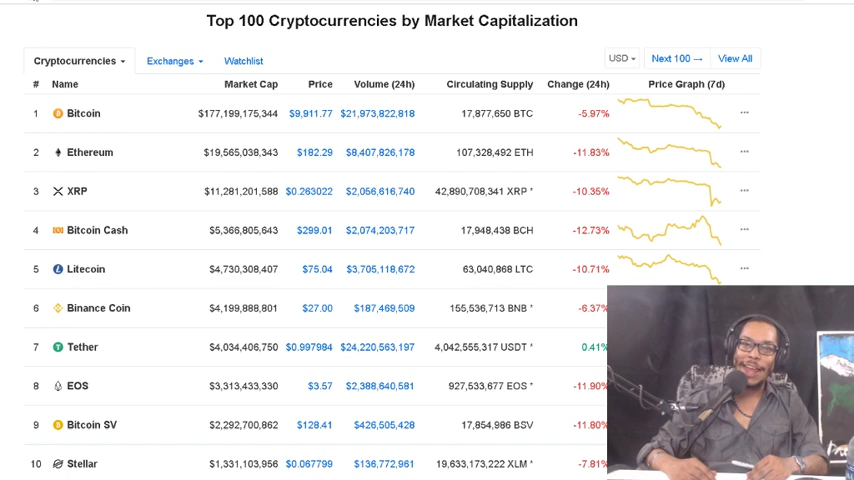 Top 100 Cryptocurrencies by Market Capitalization
Cryptocurrencies Exchanges Watchlist USD Next 100 → View All
# Name Market Cap Price Volume (24h) Circulating Supply Change (24h) Price Graph (7d)
1 Bitcoin $177,199,175,344 $9,911.77 $21,973,822,818 17,877,650 BTC -5.97% ...
2 Ethereum $19,565,038,343 $182.29 $8,407,826,178 107,328,492 ETH -11.83% ...
3 XRP $11,281,201,588 $0.263022 $2,056,616,740 42,890,708,341 XRP * -10.35% ...
4 Bitcoin Cash $5,366,805,643 $299.01 $2,074,203,717 17,948,438 BCH -12.73% ...
5 Litecoin $4,730,308,407 $75.04 $3,705,118,672 63,040,868 LTC -10.71% ...
6 Binance Coin $4,199,888,801 $27.00 $187,469,509 155,536,713 BNB * -6.37%
7 Tether $4,034,406,750 $0.997984 $24,220,563,197 4,042,555,317 USDT * 0.41%
8 EOS $3,313,433,330 $3.57 $2,388,640,581 927,533,677 EOS * -11.90%
9 Bitcoin SV $2,292,700,862 $128.41 $426,505,428 17,854,986 BSV -11.80%
10 Stellar $1,331,103,956 $0.067799 $136,772,961 19,633,173,222 XLM * -7.81%